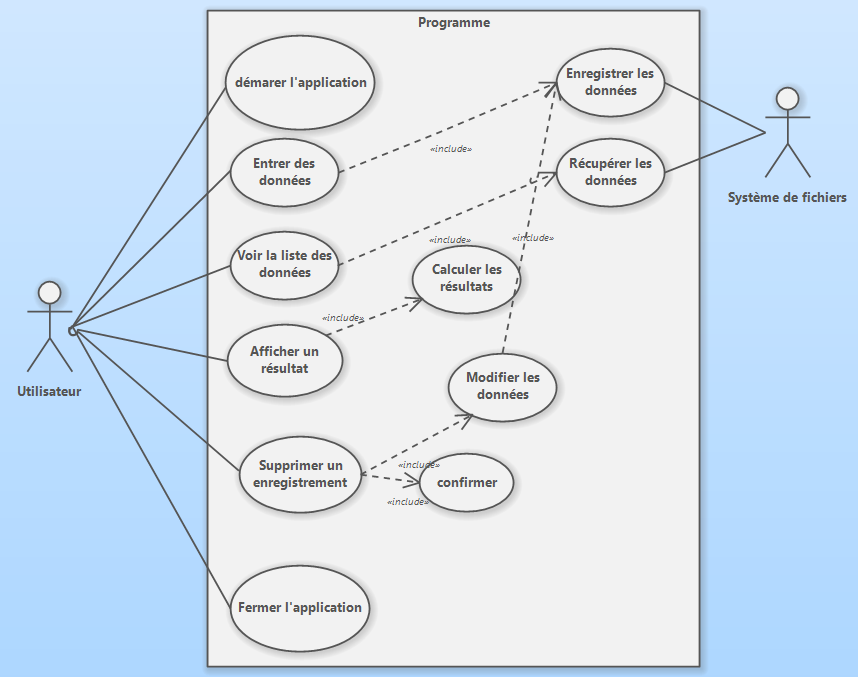 Programme
démarer l'application
Enregistrer les
données
Entrer des
données
«include»
Récupérer les
données
Système de fichiers
Voir la liste des
données
«include»
«include»
Calculer les
résultats
«include»
Afficher un
résultat
Utilisateur
Modifier les
données
Supprimer un
enregistrement
«include»
confirmer
«include»
Fermer l'application